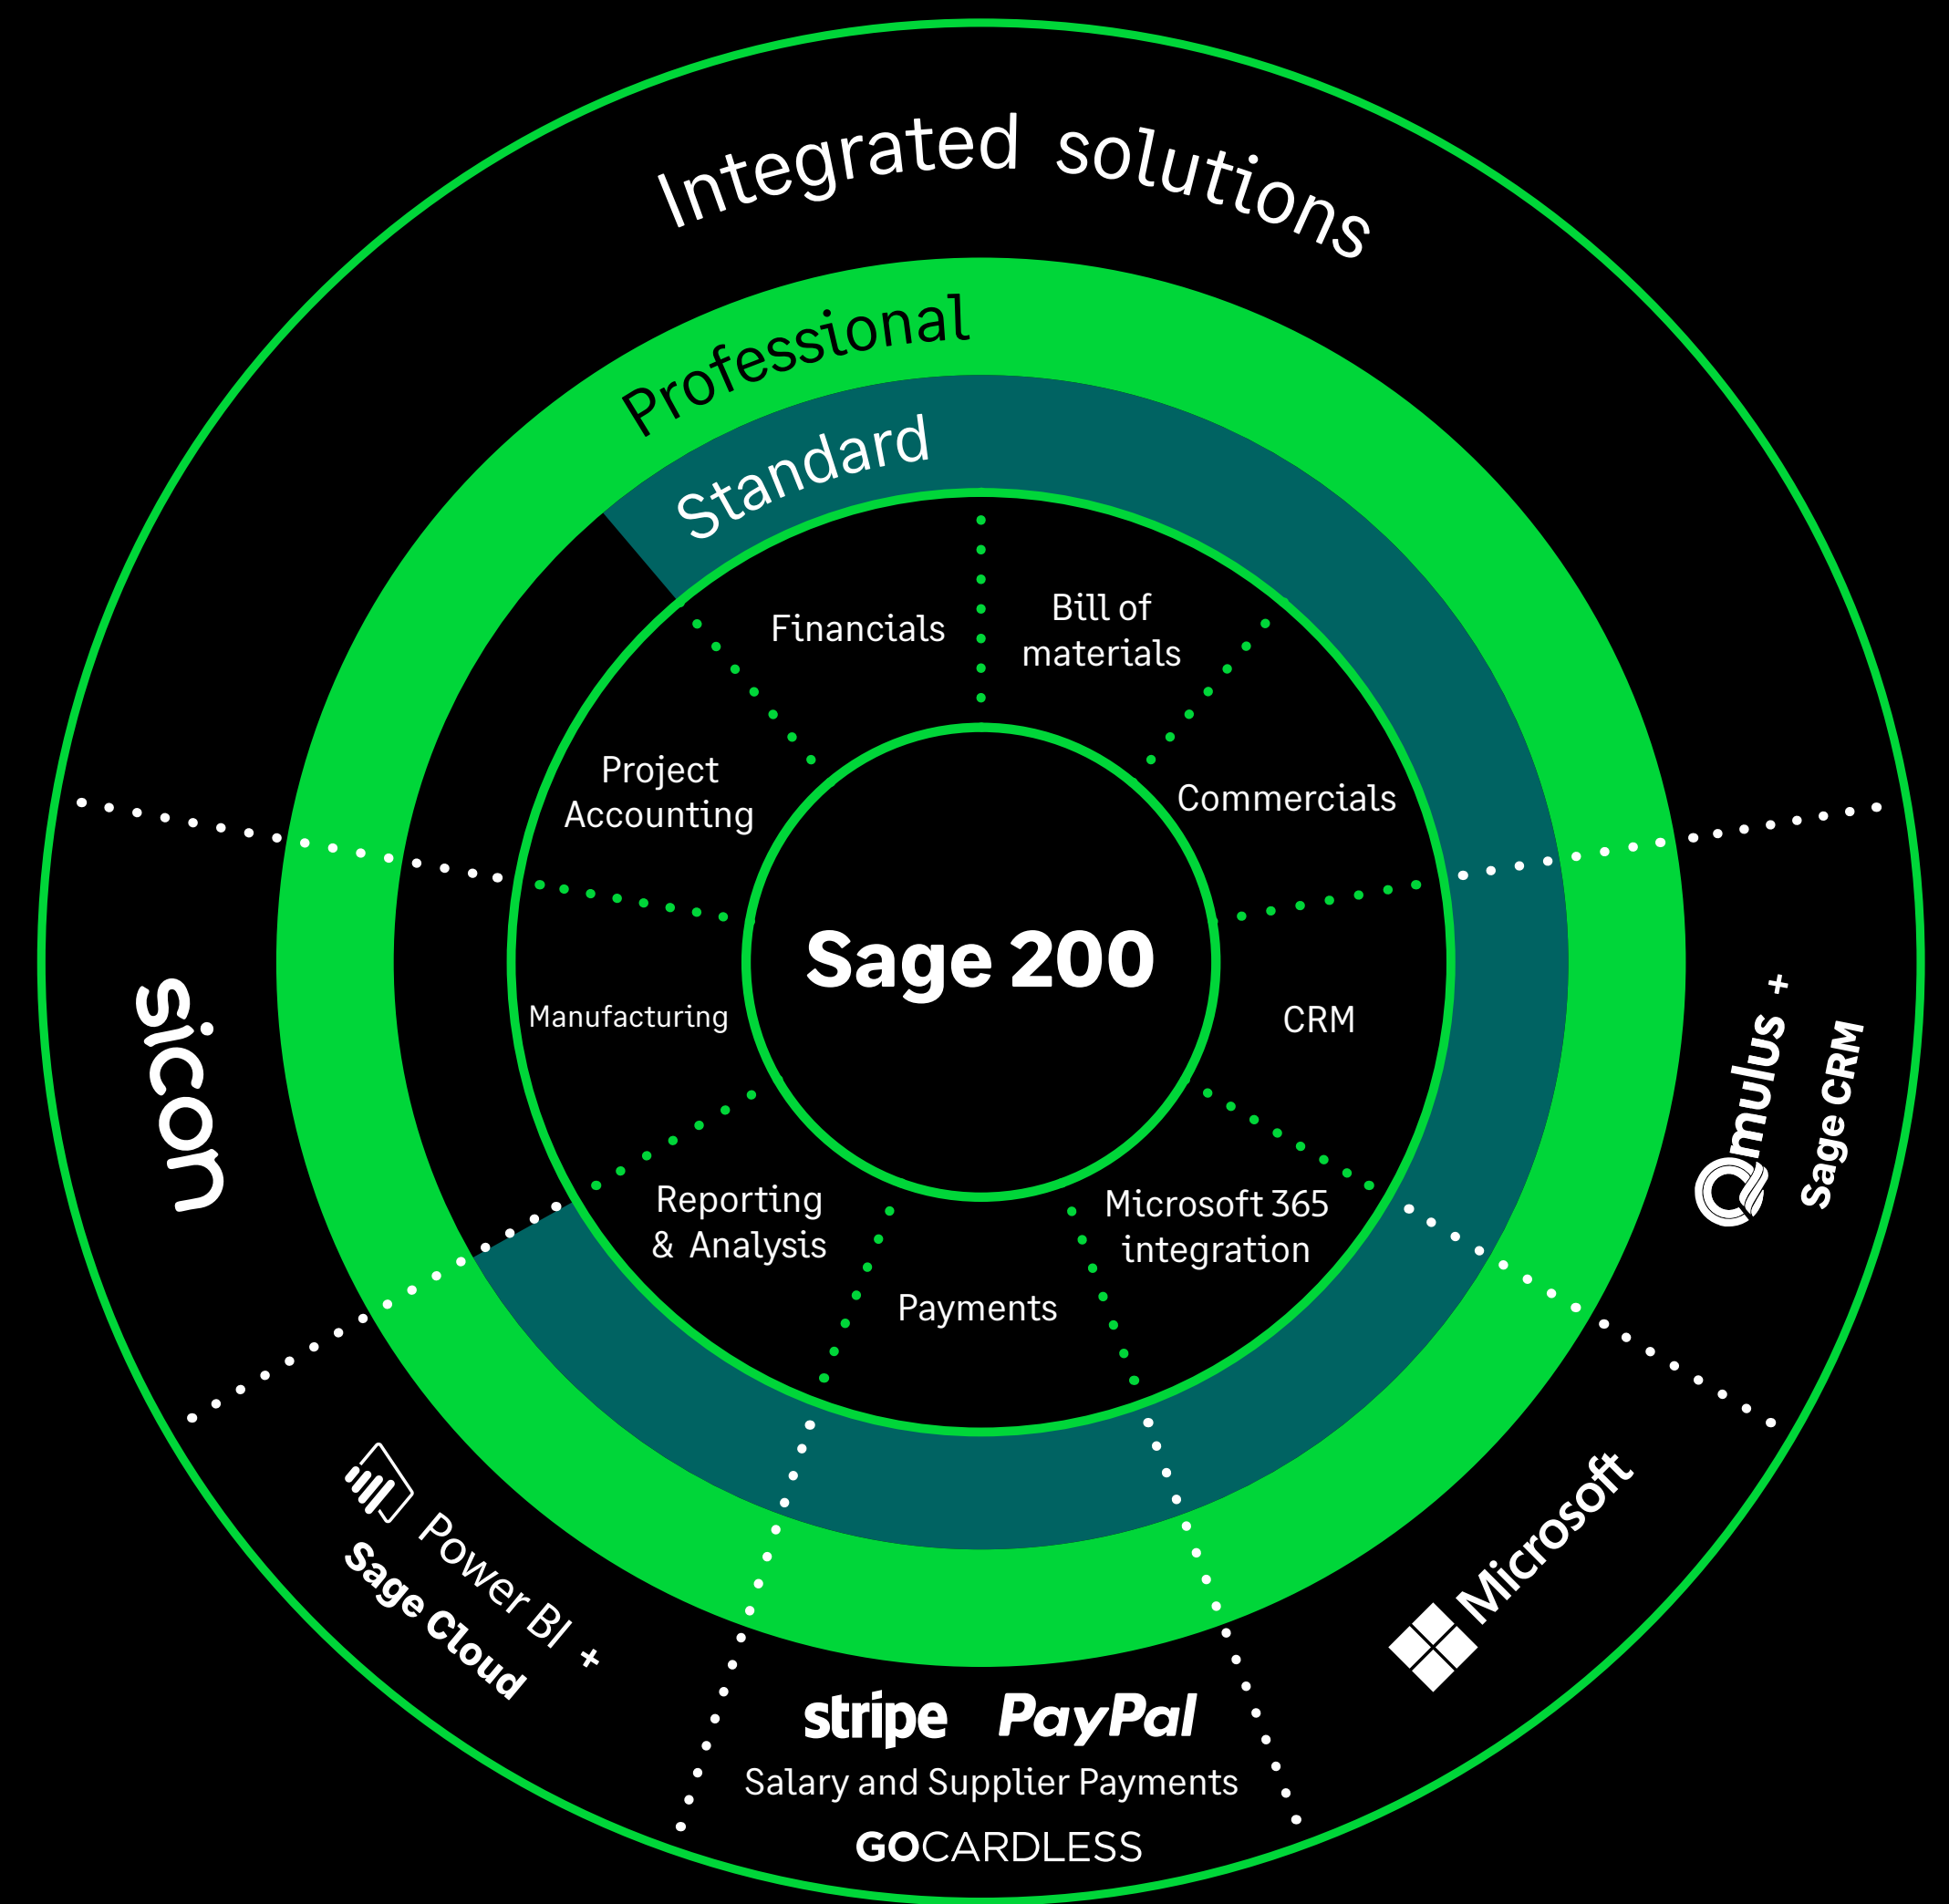 Integrated solutions
Professional
Standard
Financials
Bill of
materials
Project
Accounting
Commercials
Sage 200
Manufacturing
CRM
Reporting
& Analysis
Microsoft 365
integration
Payments
sicon
Qmulus +
Sage CRM
Power BI +
Sage Cloud
Microsoft
stripe PayPal
Salary and Supplier Payments
GOCARDLESS